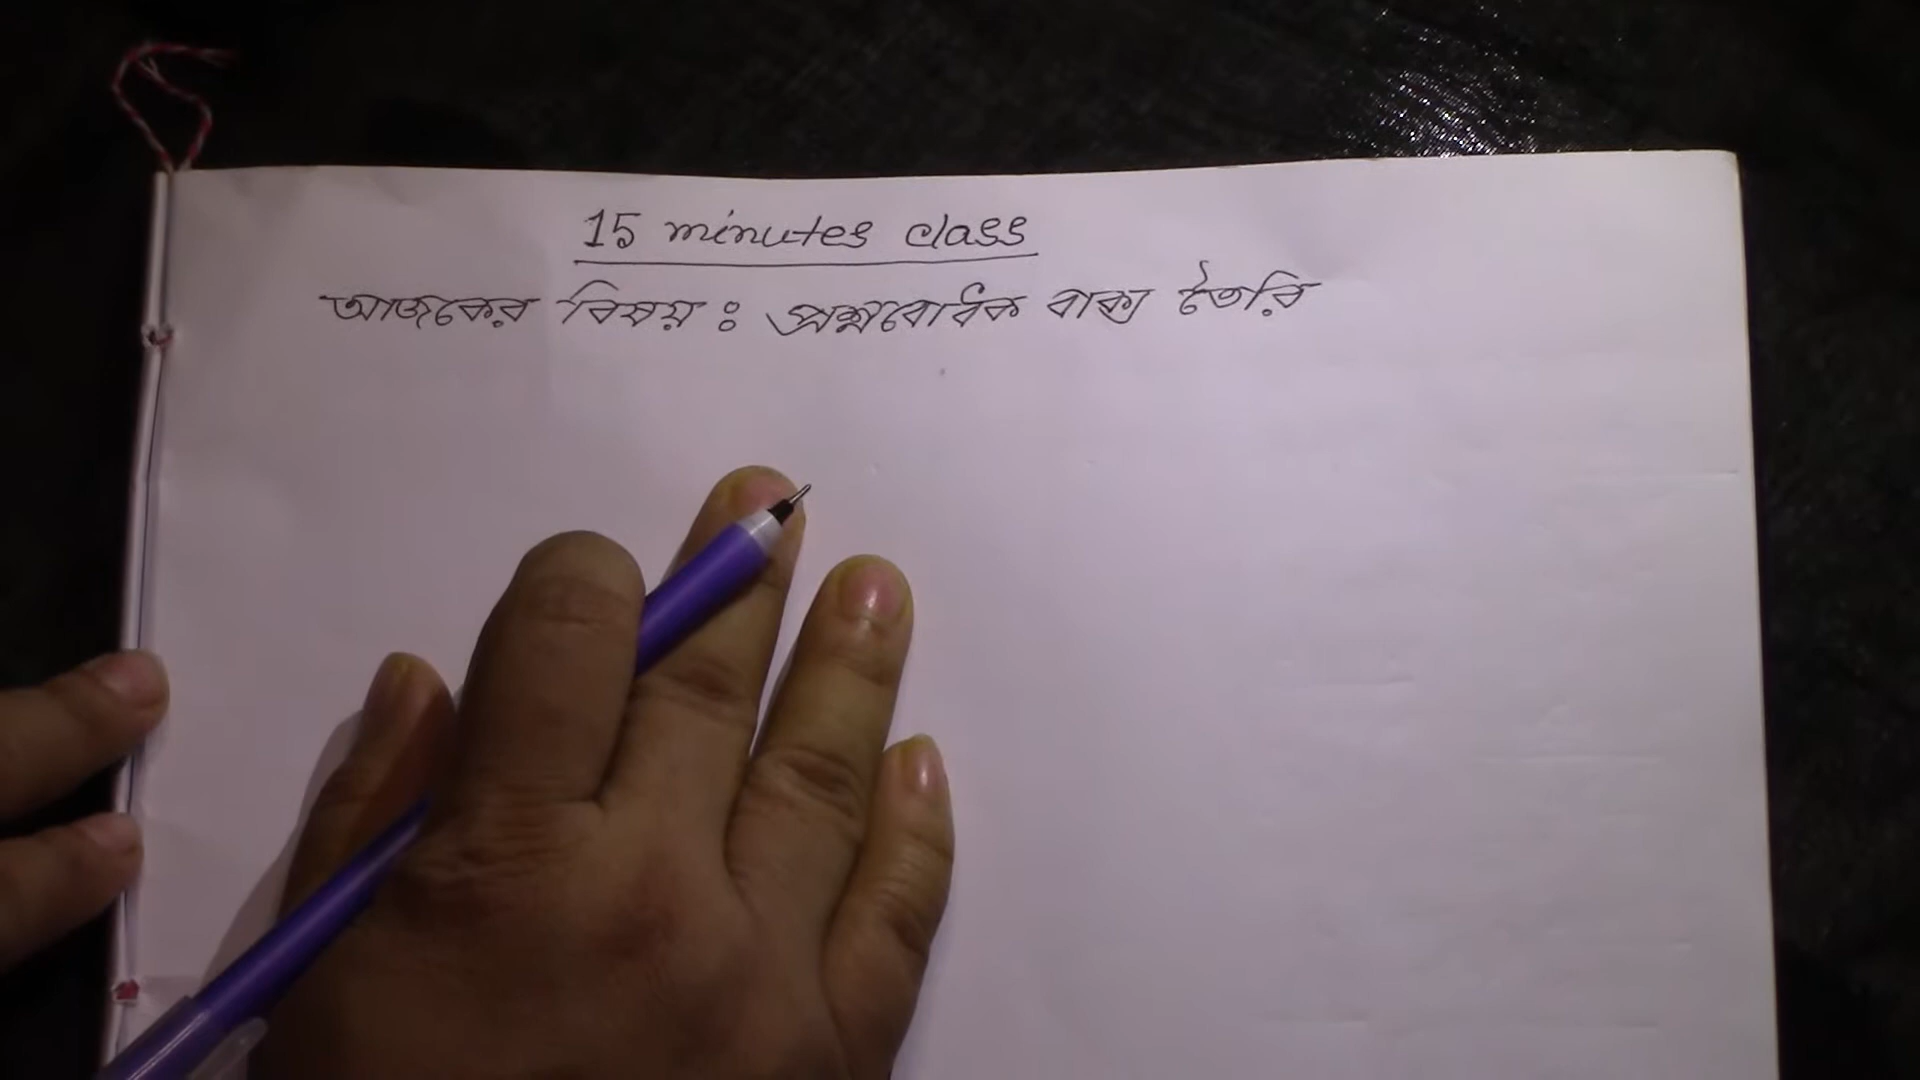 15 minutes class
আজকের বিষয় : প্রশ্নবোধক বাক্য তৈরি